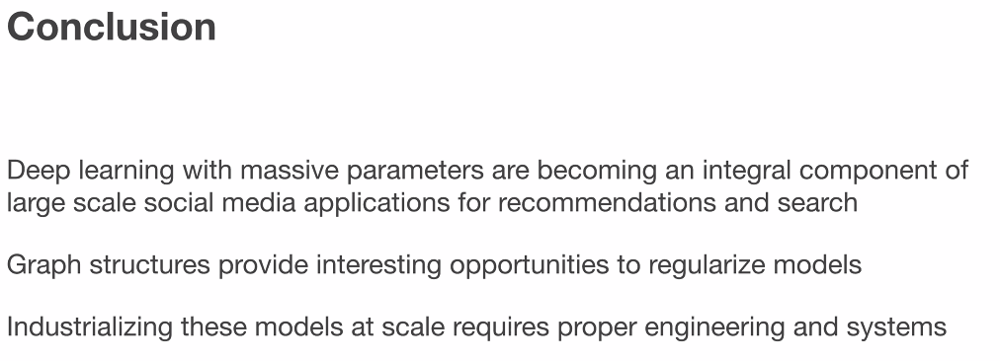 Conclusion
Deep learning with massive parameters are becoming an integral component of
large scale social media applications for recommendations and search
Graph structures provide interesting opportunities to regularize models
Industrializing these models at scale requires proper engineering and systems